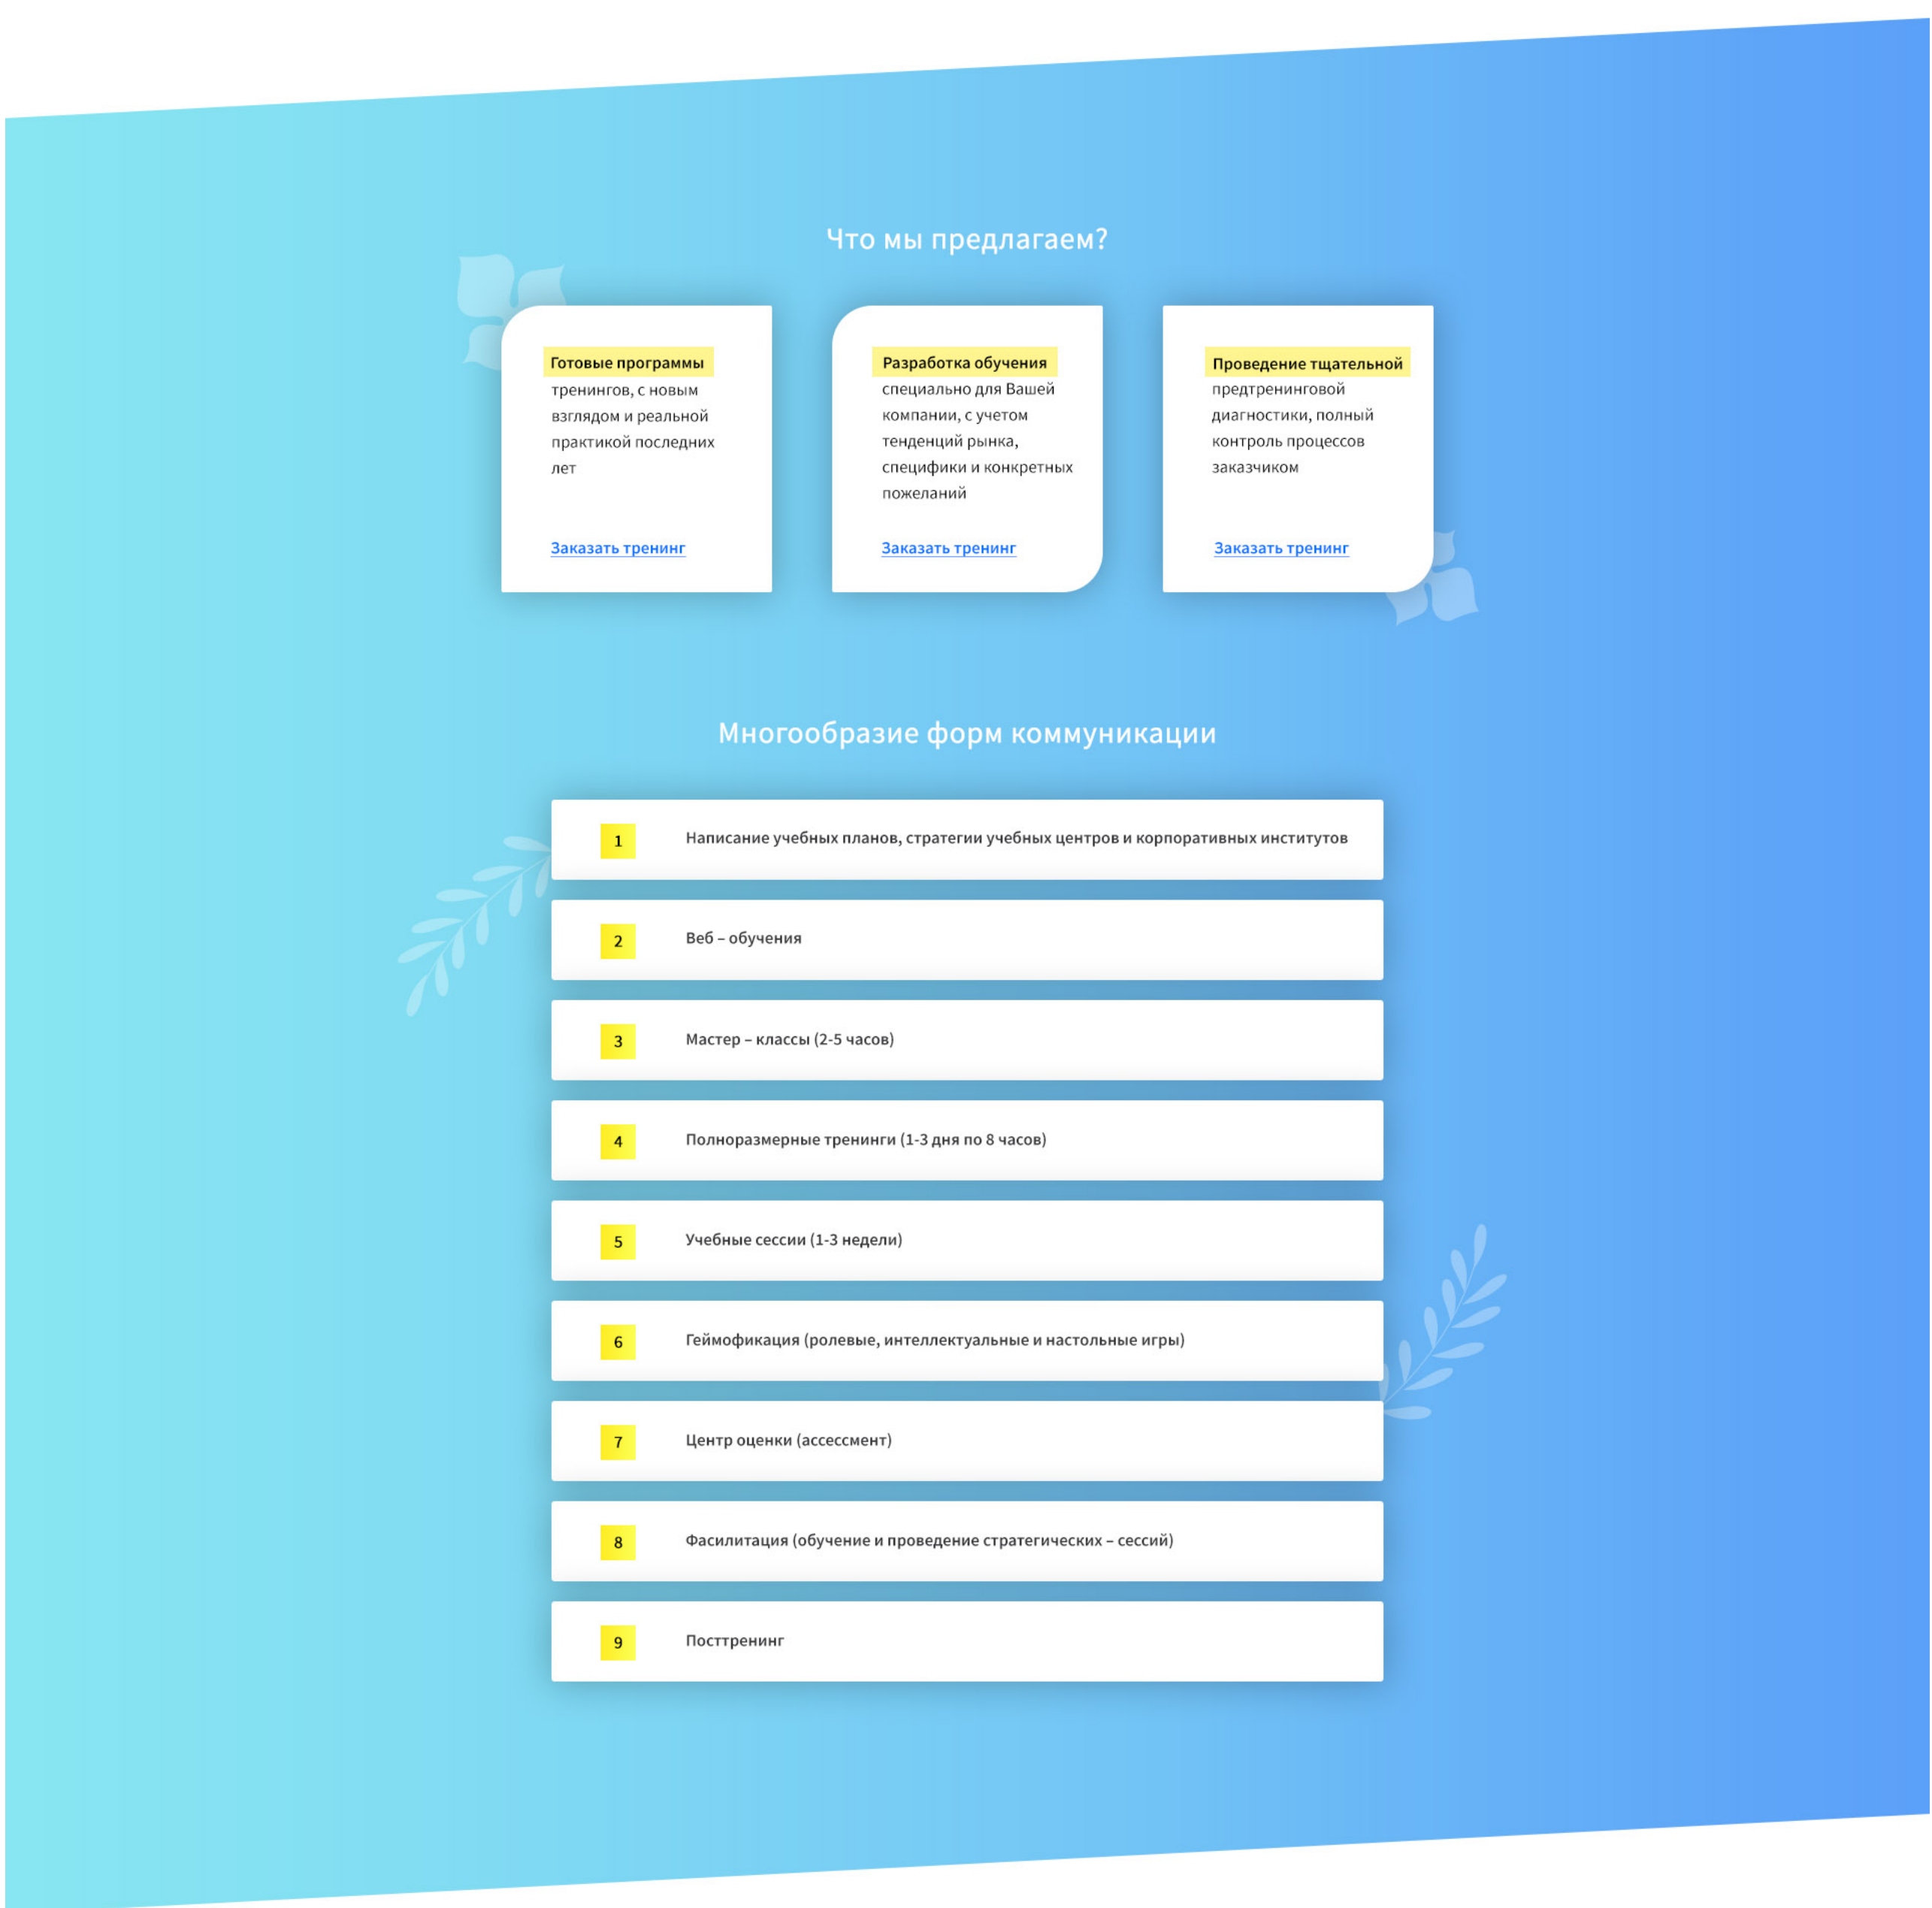 Что мы предлагаем?
Готовые программы
тренингов, с новым
взглядом и реальной
практикой последних
лет
Заказать тренинг
Разработка обучения
специально для Вашей
компании, с учетом
тенденций рынка,
специфики и конкретных
пожеланий
Заказать тренинг
Проведение тщательной
предтренинговой
диагностики, полный
контроль процессов
заказчиком
Заказать тренинг
Многообразие форм коммуникации
1 Написание учебных планов, стратегии учебных центров и корпоративных институтов
2 Веб – обучения
3 Мастер – классы (2-5 часов)
4 Полноразмерные тренинги (1-3 дня по 8 часов)
5 Учебные сессии (1-3 недели)
6 Геймофикация (ролевые, интеллектуальные и настольные игры)
7 Центр оценки (ассессмент)
8 Фасилитация (обучение и проведение стратегических – сессий)
9 Посттренинг